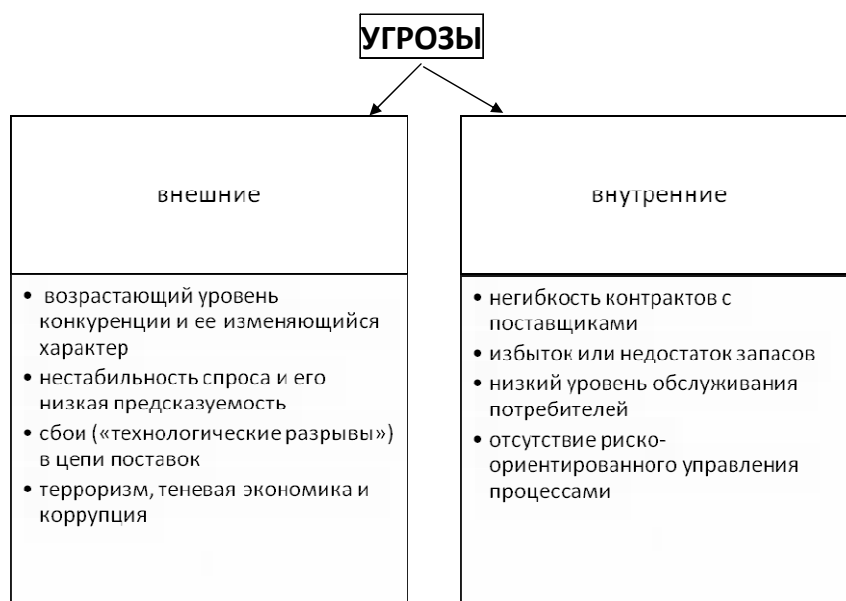 УГРОЗЫ
внешние
• возрастающий уровень
конкуренции и ее изменяющийся
характер
• нестабильность спроса и его
низкая предсказуемость
• сбои («технологические разрывы»)
в цепи поставок
• терроризм, теневая экономика и
коррупция
внутренние
• негибкость контрактов с
поставщиками
• избыток или недостаток запасов
• низкий уровень обслуживания
потребителей
• отсутствие риско-
ориентированного управления
процессами